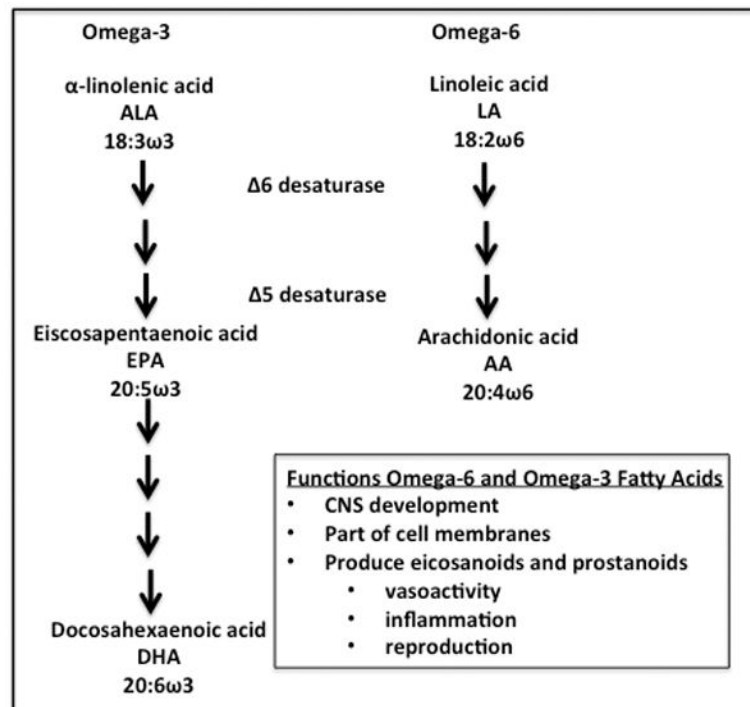 Omega-3
α-linolenic acid
ALA
18:3ω3
Eiscosapentaenoic acid
EPA
20:5ω3
Docosahexaenoic acid
DHA
20:6ω3
Δ6 desaturase
Δ5 desaturase
Omega-6
Linoleic acid
LA
18:2ω6
Arachidonic acid
AA
20:4ω6
Functions Omega-6 and Omega-3 Fatty Acids
• CNS development
• Part of cell membranes
• Produce eicosanoids and prostanoids
• vasoactivity
• inflammation
• reproduction